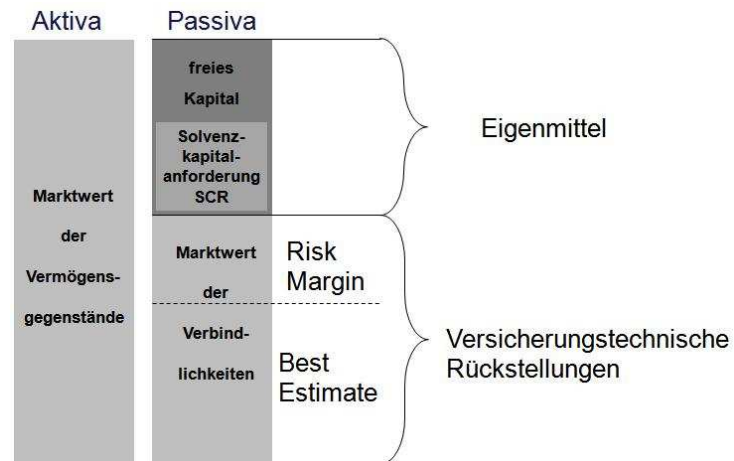 Aktiva
Passiva
Marktwert
der
Vermögens-
gegenstände
freies
Kapital
Solvenz-
kapital-
anforderung
SCR
Marktwert
der
Verbind-
lichkeiten
Risk
Margin
Best
Estimate
Eigenmittel
Versicherungstechnische
Rückstellungen